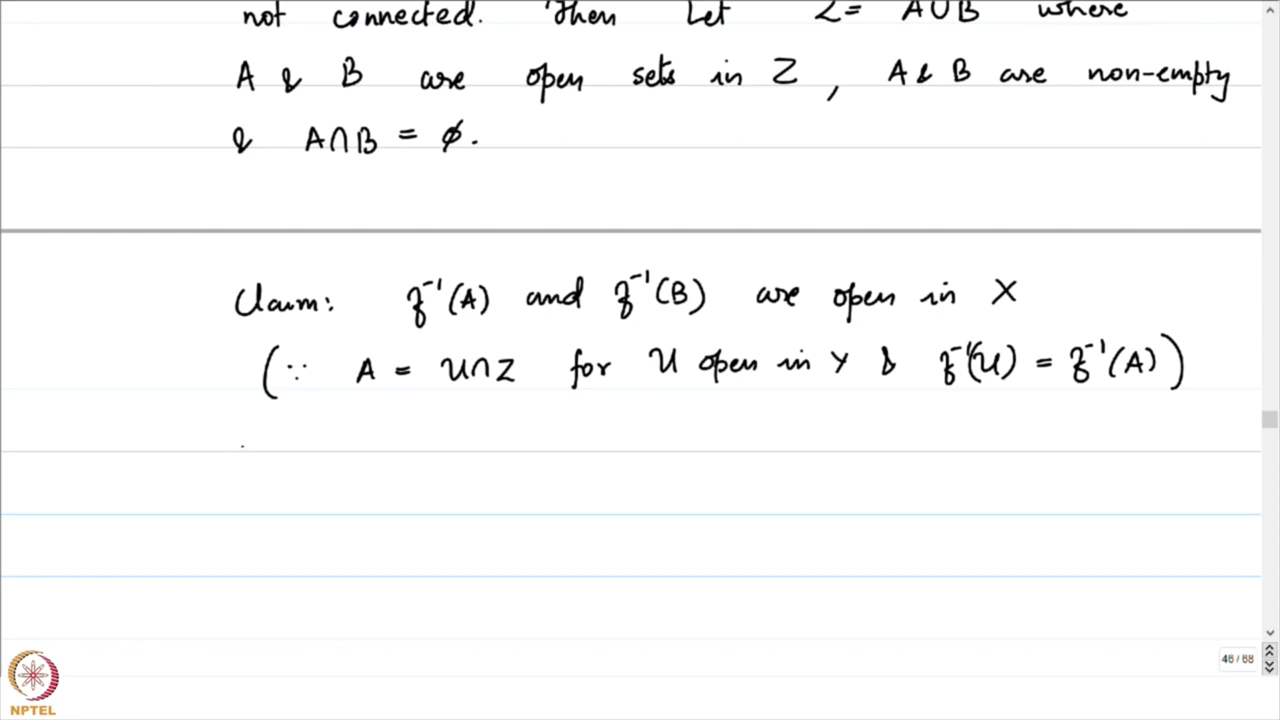 not connected. Then Let Z = A∪B where
A & B are open sets in Z , A & B are non-empty
& A∩B = ∅.
Claim: f⁻¹(A) and f⁻¹(B) are open in X
(∵ A = U∩Z for U open in Y & f⁻¹(U) = f⁻¹(A))
46 / 68
NPTEL